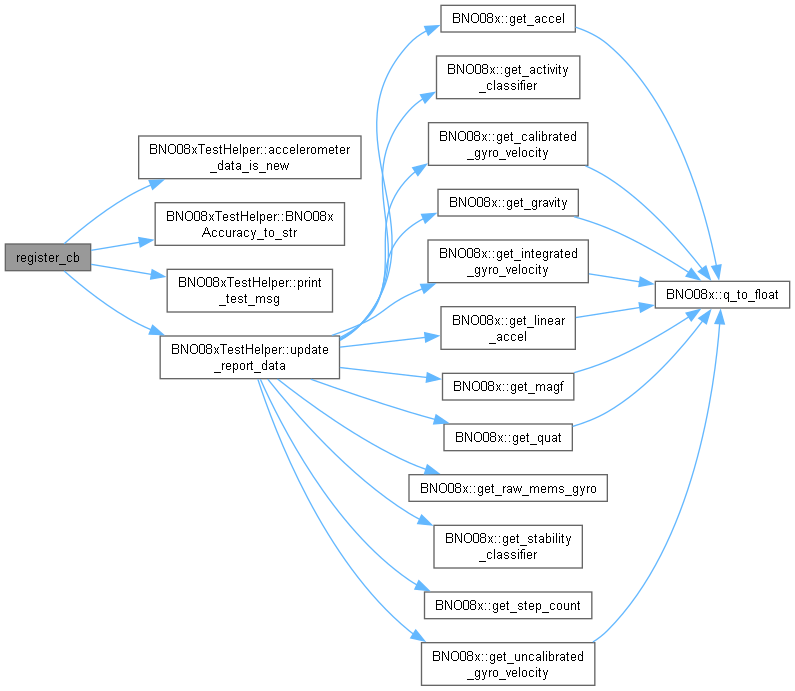 register_cb
BNO08xTestHelper::accelerometer
_data_is_new
BNO08xTestHelper::BNO08x
Accuracy_to_str
BNO08xTestHelper::print
_test_msg
BNO08xTestHelper::update
_report_data
BNO08x::get_accel
BNO08x::get_activity
_classifier
BNO08x::get_calibrated
_gyro_velocity
BNO08x::get_gravity
BNO08x::get_integrated
_gyro_velocity
BNO08x::get_linear
_accel
BNO08x::get_magf
BNO08x::get_quat
BNO08x::get_raw_mems_gyro
BNO08x::get_stability
_classifier
BNO08x::get_step_count
BNO08x::get_uncalibrated
_gyro_velocity
BNO08x::q_to_float